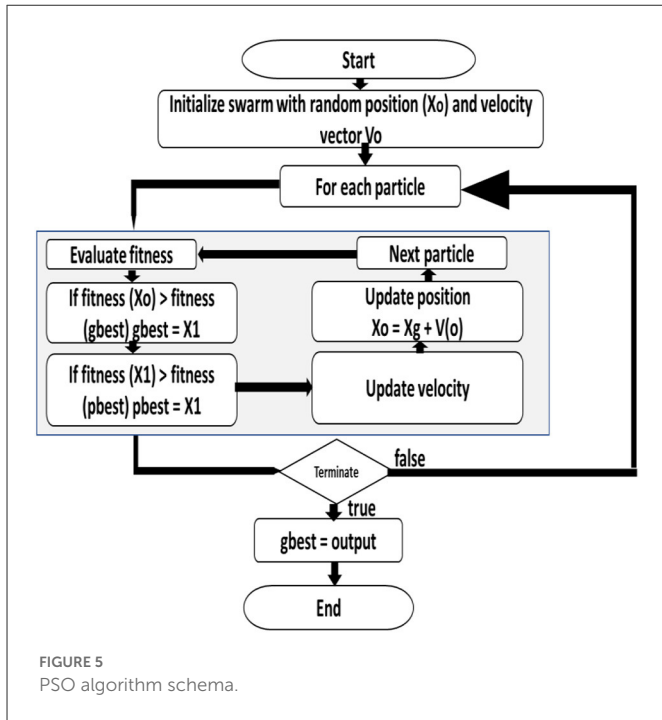 Start
Initialize swarm with random position (Xo) and velocity
vector Vo
For each particle
Evaluate fitness
Next particle
If fitness (Xo) > fitness
(gbest) gbest = X1
Update position
Xo = Xg + V(o)
If fitness (X1) > fitness
(pbest) pbest = X1
Update velocity
Terminate
false
true
gbest = output
End
FIGURE 5
PSO algorithm schema.